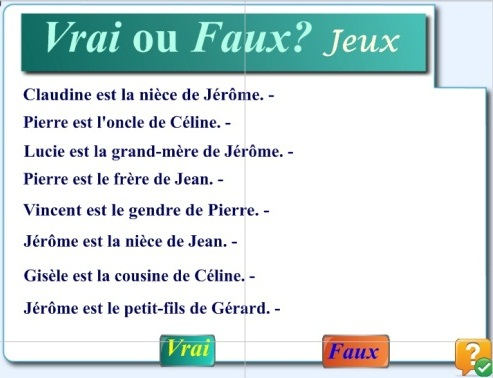 Vrai ou Faux? Jeux
Claudine est la nièce de Jérôme. -
Pierre est l'oncle de Céline. -
Lucie est la grand-mère de Jérôme. -
Pierre est le frère de Jean. -
Vincent est le gendre de Pierre. -
Jérôme est la nièce de Jean. -
Gisèle est la cousine de Céline. -
Jérôme est le petit-fils de Gérard. -
Vrai Faux ?